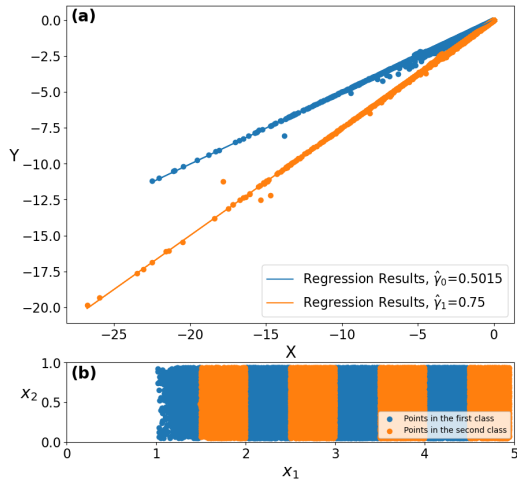 (a)
0.0
−2.5
−5.0
−7.5
−10.0
−12.5
−15.0
−17.5
−20.0
Y
−25
−20
−15
−10
−5
0
X
Regression Results, γ̂₀=0.5015
Regression Results, γ̂₁=0.75
(b)
1.0
0.5
0.0
x₂
Points in the first class
Points in the second class
0
1
2
3
4
5
x₁